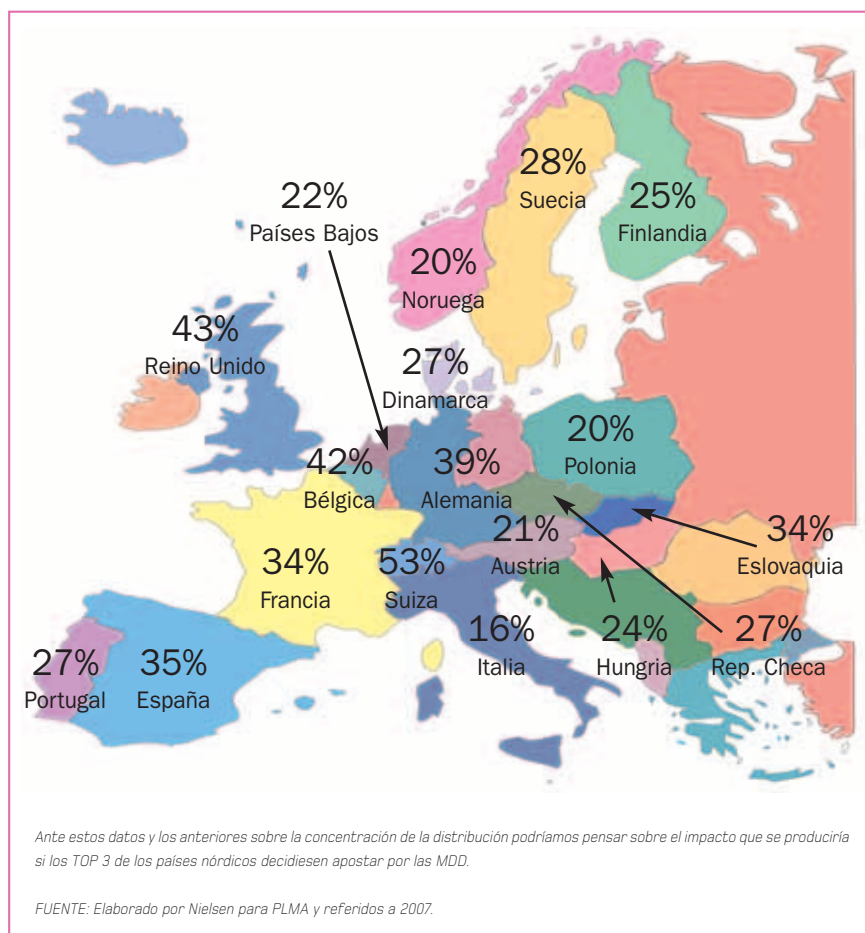 28%
Suecia
25%
Finlandia
22%
Países Bajos
20%
Noruega
43%
Reino Unido
27%
Dinamarca
20%
Polonia
42%
Bélgica
39%
Alemania
21%
Austria
34%
Eslovaquia
34%
Francia
53%
Suiza
16%
Italia
24%
Hungria
27%
Rep. Checa
27%
Portugal
35%
España
Ante estos datos y los anteriores sobre la concentración de la distribución podríamos pensar sobre el impacto que se produciría
si los TOP 3 de los países nórdicos decidiesen apostar por las MDD.
FUENTE: Elaborado por Nielsen para PLMA y referidos a 2007.